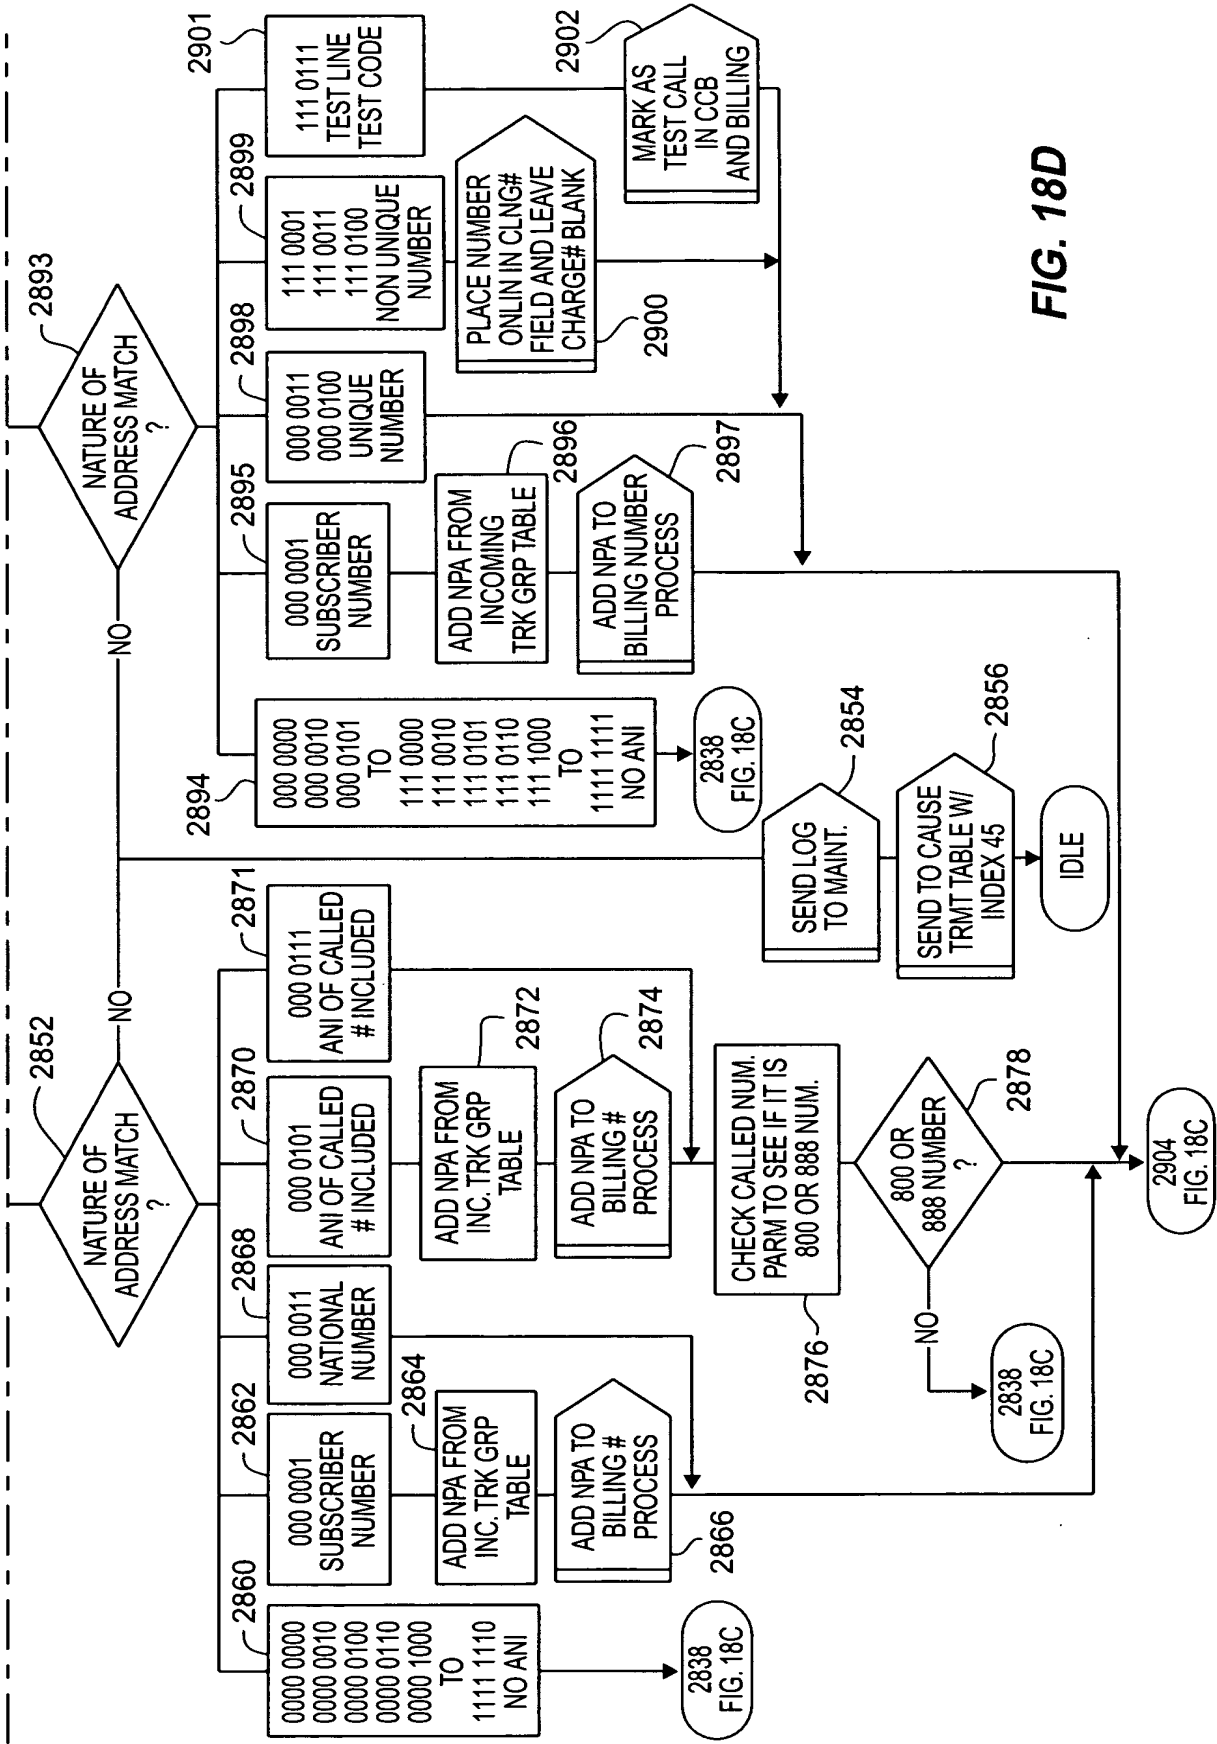 2852
NATURE OF
ADDRESS MATCH
?
NO
NO
2893
NATURE OF
ADDRESS MATCH
?
2860
0000 0000
0000 0010
0000 0100
0000 0110
0000 1000
TO
1111 1110
NO ANI
2838
FIG. 18C
2862
000 0001
SUBSCRIBER
NUMBER
2864
ADD NPA FROM
INC. TRK GRP
TABLE
ADD NPA TO
BILLING #
PROCESS
2866
2868
000 0011
NATIONAL
NUMBER
2870
000 0101
ANI OF CALLED
# INCLUDED
2871
000 0111
ANI OF CALLED
# INCLUDED
ADD NPA FROM
INC. TRK GRP
TABLE
2872
ADD NPA TO
BILLING #
PROCESS
2874
CHECK CALLED NUM.
PARM TO SEE IF IT IS
800 OR 888 NUM.
2876
800 OR
888 NUMBER
?
2878
NO
2838
FIG. 18C
2904
FIG. 18C
2894
000 0000
000 0010
000 0101
TO
111 0000
111 0010
111 0101
111 0110
111 1000
TO
1111 1111
NO ANI
2838
FIG. 18C
SEND LOG
TO MAINT.
2854
SEND TO CAUSE
TRMT TABLE W/
INDEX 45
2856
IDLE
2895
000 0001
SUBSCRIBER
NUMBER
ADD NPA FROM
INCOMING
TRK GRP TABLE
2896
ADD NPA TO
BILLING NUMBER
PROCESS
2897
2898
000 0011
000 0100
UNIQUE
NUMBER
2899
111 0001
111 0011
111 0100
NON UNIQUE
NUMBER
PLACE NUMBER
ONLIN IN CLNG#
FIELD AND LEAVE
CHARGE# BLANK
2900
2901
111 0111
TEST LINE
TEST CODE
MARK AS
TEST CALL
IN CCB
AND BILLING
2902
FIG. 18D